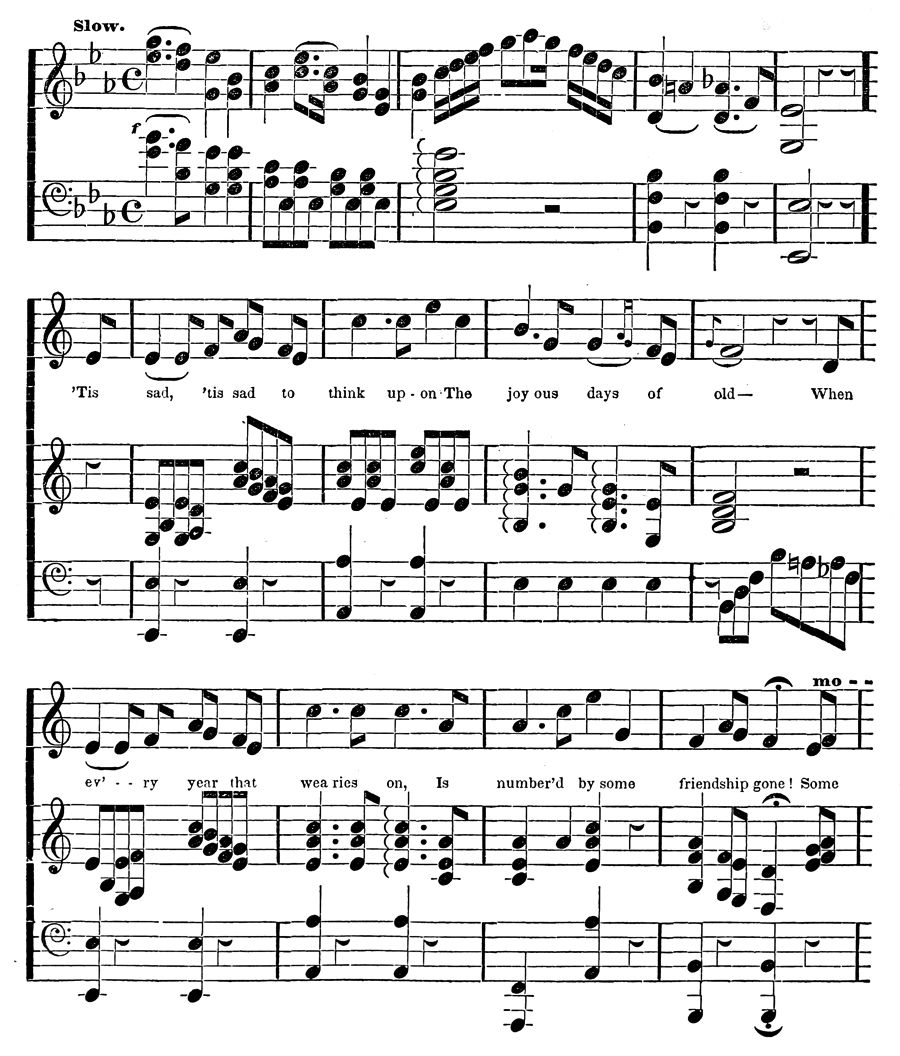 Slow.
f
'Tis sad, 'tis sad to think up - on The joy ous days of old— When
mo - -
ev' - - ry year that wea ries on, Is number'd by some friendship gone! Some